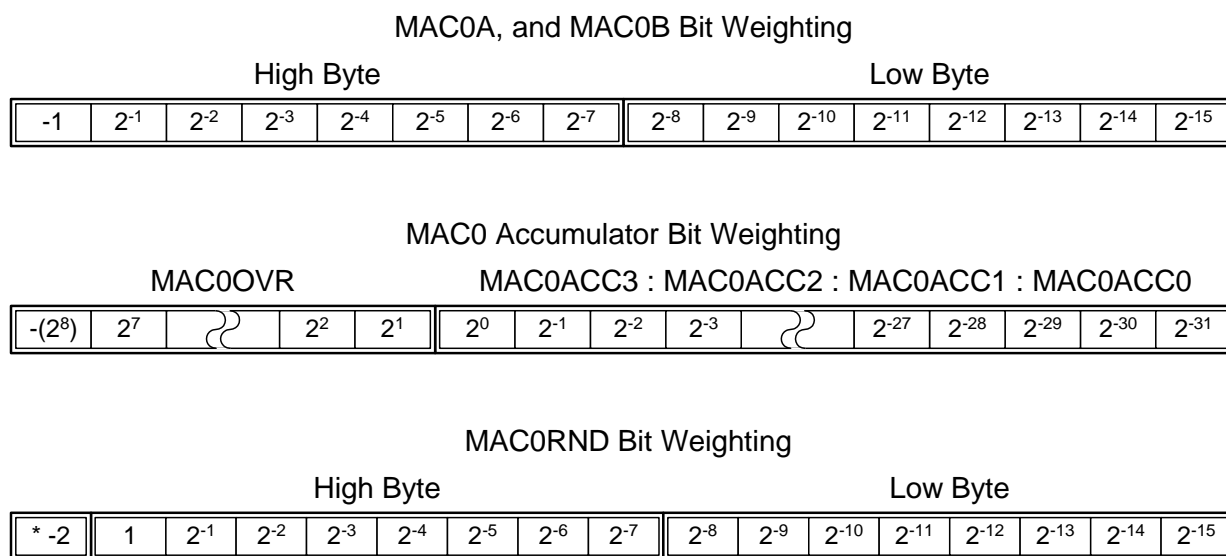 MAC0A, and MAC0B Bit Weighting
High Byte Low Byte
-1 2⁻¹ 2⁻² 2⁻³ 2⁻⁴ 2⁻⁵ 2⁻⁶ 2⁻⁷ 2⁻⁸ 2⁻⁹ 2⁻¹⁰ 2⁻¹¹ 2⁻¹² 2⁻¹³ 2⁻¹⁴ 2⁻¹⁵
MAC0 Accumulator Bit Weighting
MAC0OVR MAC0ACC3 : MAC0ACC2 : MAC0ACC1 : MAC0ACC0
-(2⁸) 2⁷ 2² 2¹ 2⁰ 2⁻¹ 2⁻² 2⁻³ 2⁻²⁷ 2⁻²⁸ 2⁻²⁹ 2⁻³⁰ 2⁻³¹
MAC0RND Bit Weighting
High Byte Low Byte
* -2 1 2⁻¹ 2⁻² 2⁻³ 2⁻⁴ 2⁻⁵ 2⁻⁶ 2⁻⁷ 2⁻⁸ 2⁻⁹ 2⁻¹⁰ 2⁻¹¹ 2⁻¹² 2⁻¹³ 2⁻¹⁴ 2⁻¹⁵